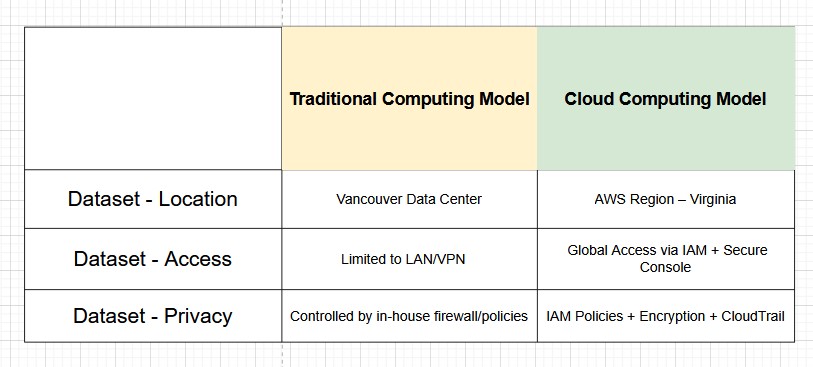 Traditional Computing Model
Cloud Computing Model
Dataset - Location
Vancouver Data Center
AWS Region – Virginia
Dataset - Access
Limited to LAN/VPN
Global Access via IAM + Secure
Console
Dataset - Privacy
Controlled by in-house firewall/policies
IAM Policies + Encryption + CloudTrail